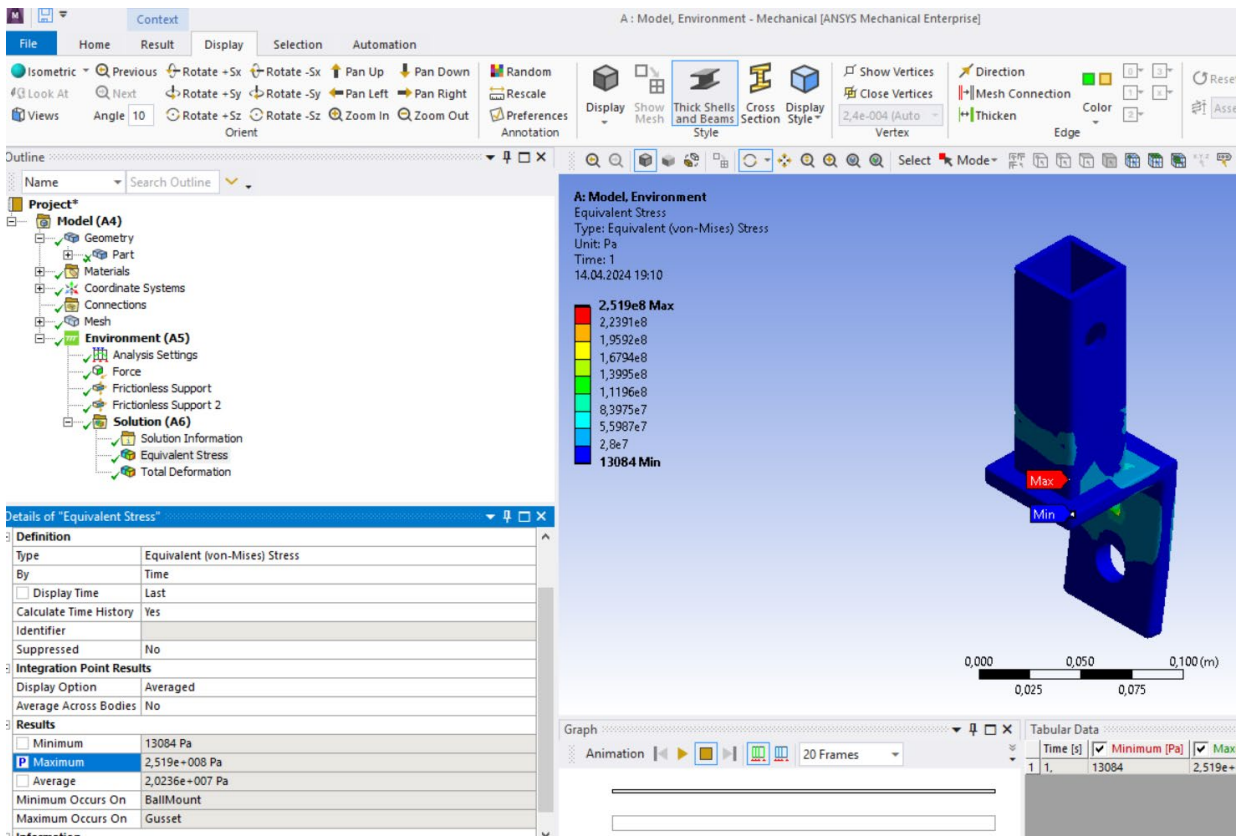 M
Context
A : Model, Environment - Mechanical [ANSYS Mechanical Enterprise]
File Home Result Display Selection Automation
Isometric Previous Rotate +Sx Rotate -Sx Pan Up Pan Down Random Show Vertices Direction
Look At Next Rotate +Sy Rotate -Sy Pan Left Pan Right Rescale Close Vertices Mesh Connection
Views Angle 10 Rotate +Sz Rotate -Sz Zoom In Zoom Out Preferences 2,4e-004 (Auto Thicken
Display Show Mesh Thick Shells and Beams Cross Section Display Style Color Rese
Asse
Orient Annotation Style Vertex Edge
Outline
Name Search Outline
Select Mode
Project*
Model (A4)
Geometry
Part
Materials
Coordinate Systems
Connections
Mesh
Environment (A5)
Analysis Settings
Force
Frictionless Support
Frictionless Support 2
Solution (A6)
Solution Information
Equivalent Stress
Total Deformation
A: Model, Environment
Equivalent Stress
Type: Equivalent (von-Mises) Stress
Unit: Pa
Time: 1
14.04.2024 19:10
2,519e8 Max
2,2391e8
1,9592e8
1,6794e8
1,3995e8
1,1196e8
8,3975e7
5,5987e7
2,8e7
13084 Min
Max
Min
0,000 0,050 0,100 (m)
0,025 0,075
Details of "Equivalent Stress"
Definition
Type Equivalent (von-Mises) Stress
By Time
Display Time Last
Calculate Time History Yes
Identifier
Suppressed No
Integration Point Results
Display Option Averaged
Average Across Bodies No
Results
Minimum 13084 Pa
P Maximum 2,519e+008 Pa
Average 2,0236e+007 Pa
Minimum Occurs On BallMount
Maximum Occurs On Gusset
Information
Graph
Animation 20 Frames
Tabular Data
Time [s] Minimum [Pa] Max
1 1, 13084 2,519e+